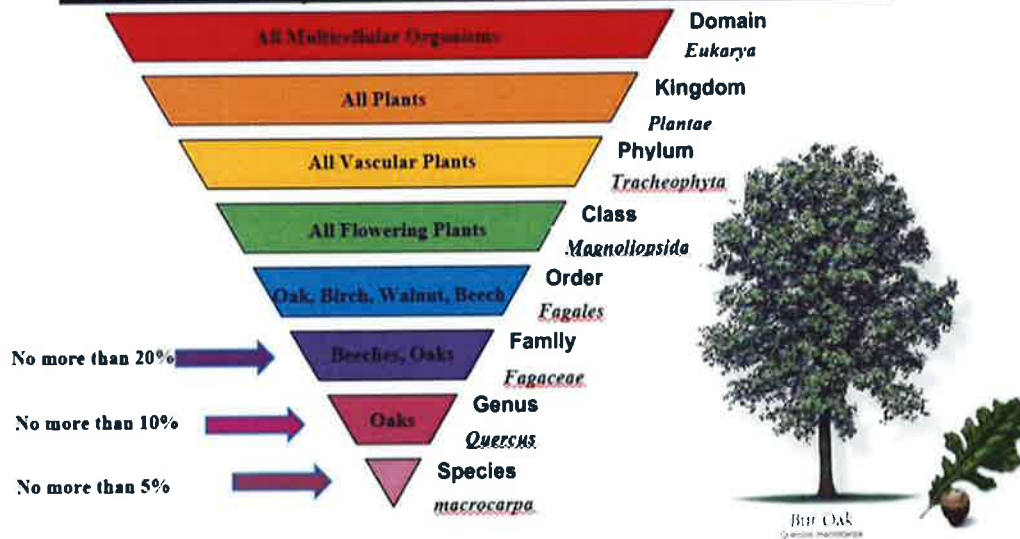 All Multicellular Organisms
Domain
Eukarya
All Plants
Kingdom
Plantae
All Vascular Plants
Phylum
Tracheophyta
All Flowering Plants
Class
Magnoliopsida
Oak, Birch, Walnut, Beech
Order
Fagales
No more than 20%
Beeches, Oaks
Family
Fagaceae
No more than 10%
Oaks
Genus
Quercus
No more than 5%
Species
macrocarpa
Bur Oak
Quercus macrocarpa